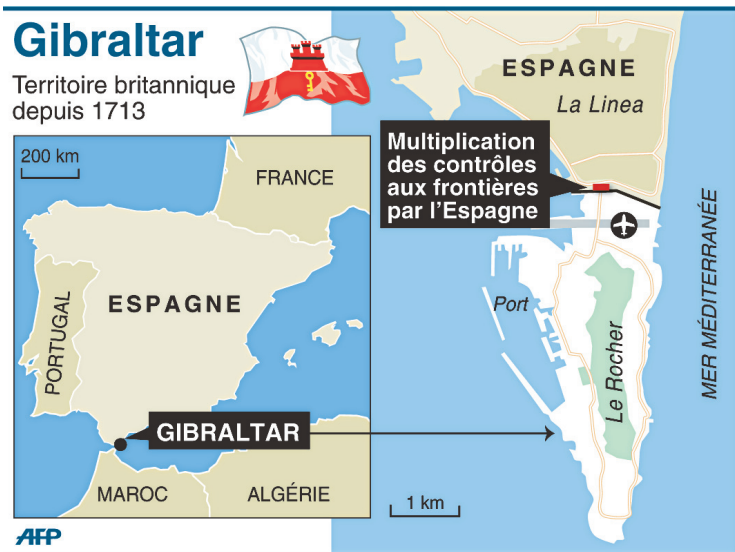 Gibraltar
Territoire britannique
depuis 1713
200 km
FRANCE
ESPAGNE
PORTUGAL
GIBRALTAR
MAROC
ALGÉRIE
ESPAGNE
La Linea
Multiplication
des contrôles
aux frontières
par l'Espagne
Port
Le Rocher
MER MÉDITERRANÉE
1 km
AFP